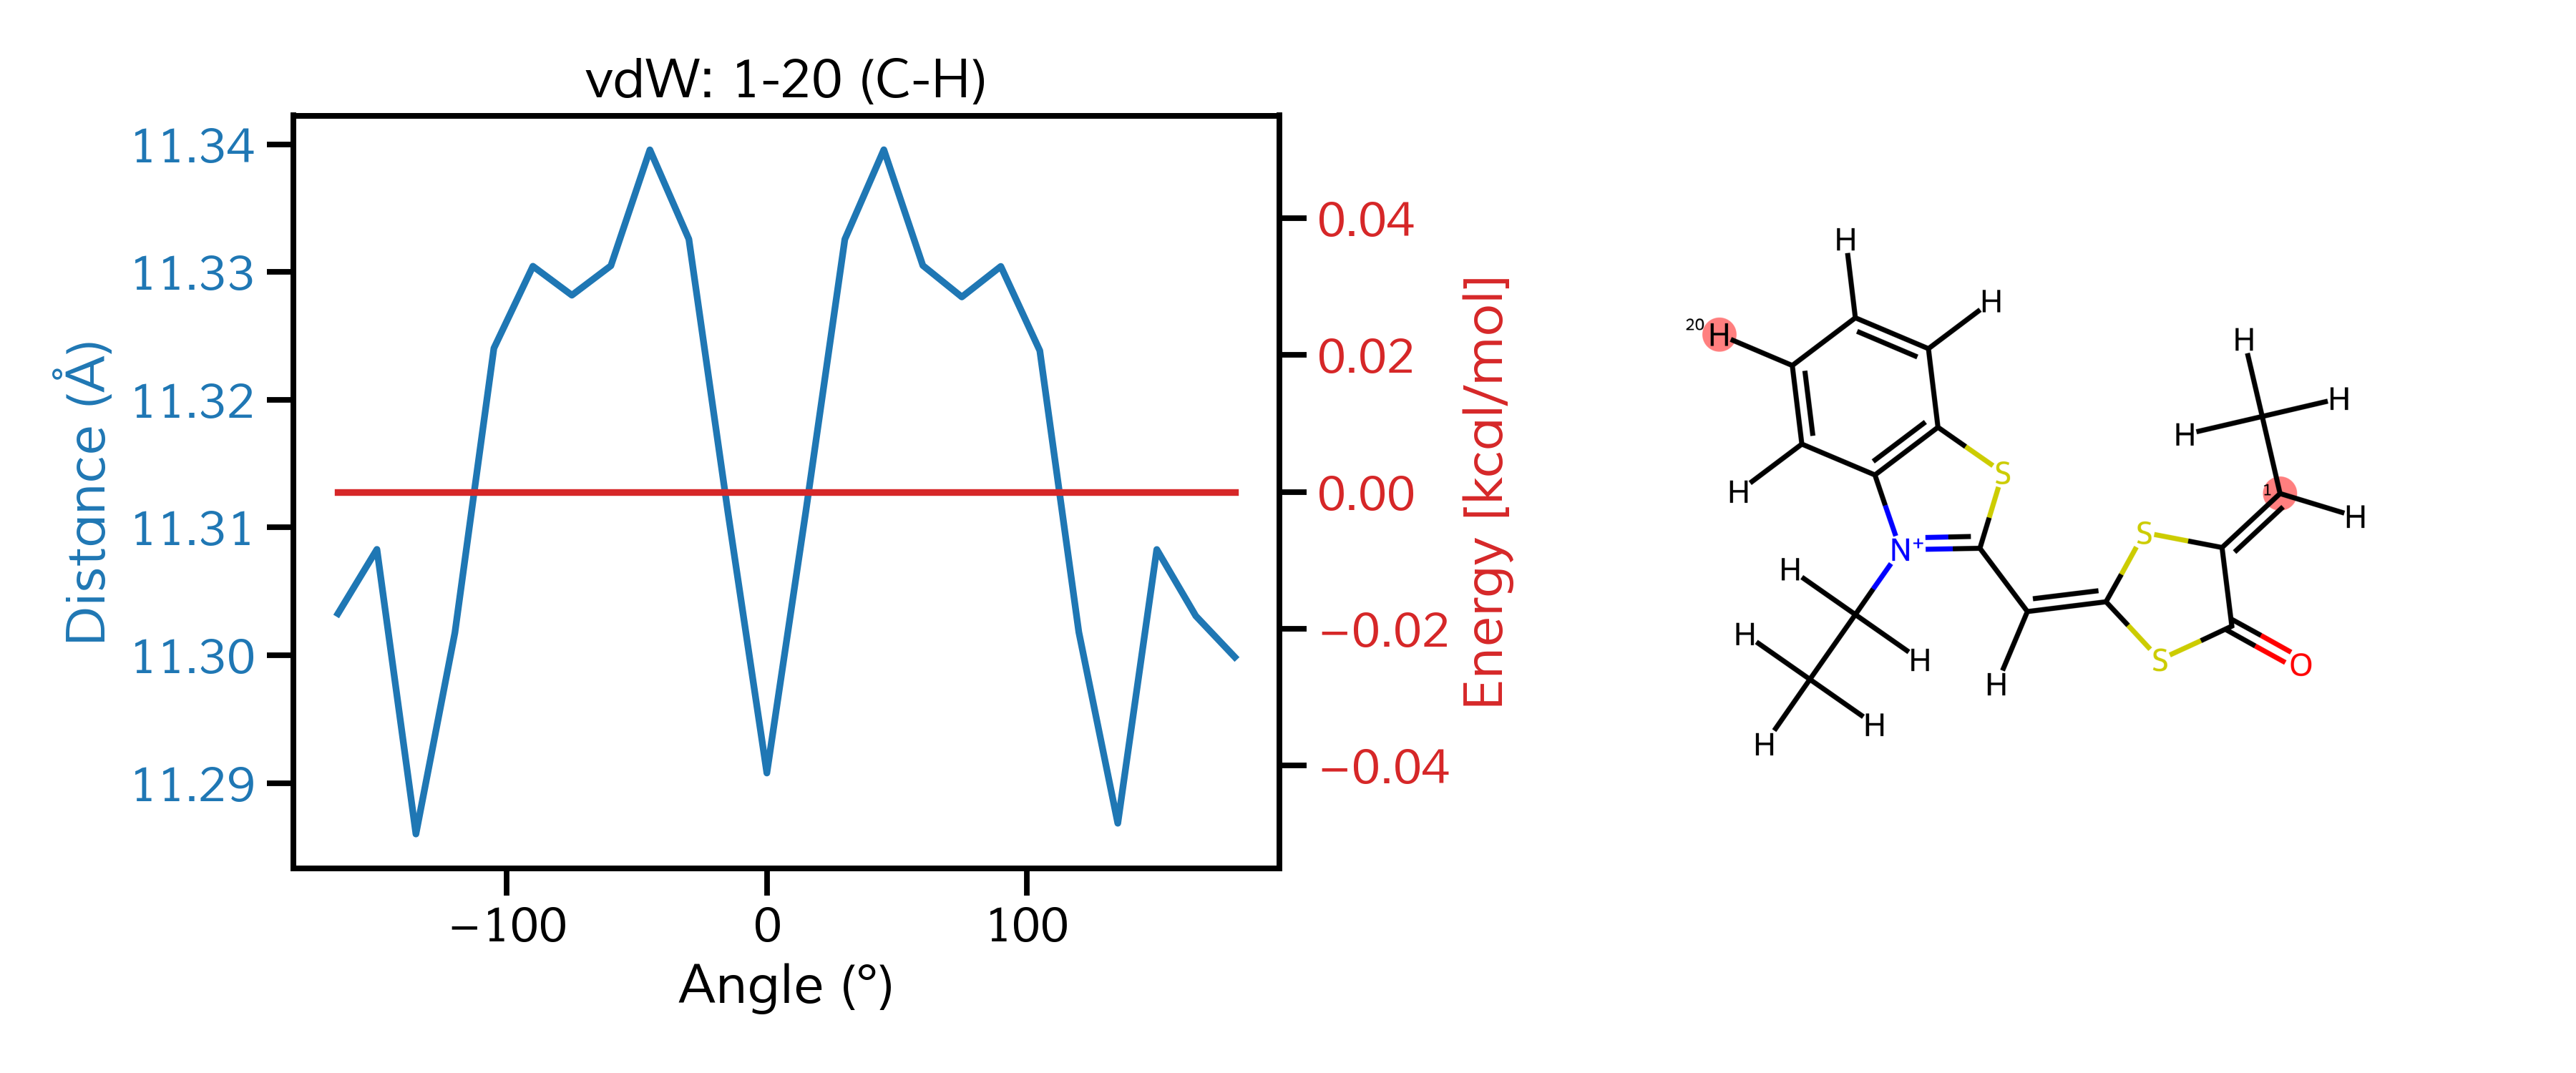 vdW: 1-20 (C-H)
11.34
11.33
11.32
11.31
11.30
11.29
Distance (Å)
0.04
0.02
0.00
−0.02
−0.04
Energy [kcal/mol]
−100 0 100
Angle (°)
H
H
20 H
H
H
H
H
S
1
H
H
S
N+
H
H
H
S
O
H
H
H